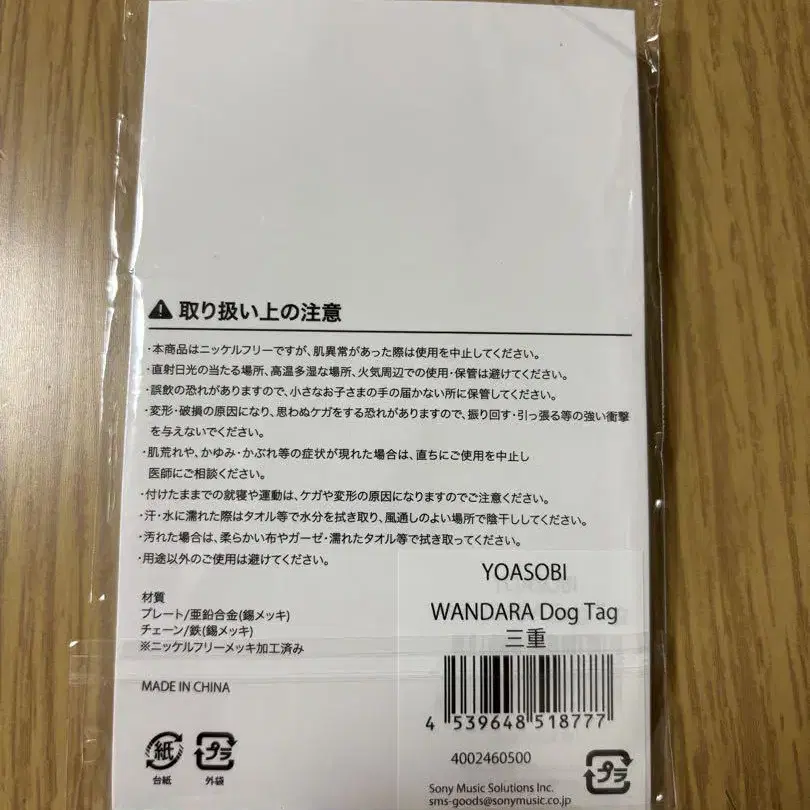 取り扱い上の注意
・本商品はニッケルフリーですが、肌異常があった際は使用を中止してください。
・直射日光の当たる場所、高温多湿な場所、火気周辺での使用・保管は避けてください。
・誤飲の恐れがありますので、小さなお子さまの手の届かない所に保管してください。
・変形・破損の原因になり、思わぬケガをする恐れがありますので、振り回す・引っ張る等の強い衝撃
を与えないでください。
・肌荒れや、かゆみ・かぶれ等の症状が現れた場合は、直ちにご使用を中止し
医師にご相談ください。
・付けたままでの就寝や運動は、ケガや変形の原因になりますのでご注意ください。
・汗・水に濡れた際はタオル等で水分を拭き取り、風通しのよい場所で陰干ししてください。
・汚れた場合は、柔らかい布やガーゼ・濡れたタオル等で拭き取ってください。
・用途以外のご使用は避けてください。
材質
プレート/亜鉛合金(錫メッキ)
チェーン/鉄(錫メッキ)
※ニッケルフリーメッキ加工済み
MADE IN CHINA
紙
台紙
プラ
外袋
YOASOBI
WANDARA Dog Tag
三重
4 539648 518777
4002460500
Sony Music Solutions Inc.
sms-goods@sonymusic.co.jp
プラ